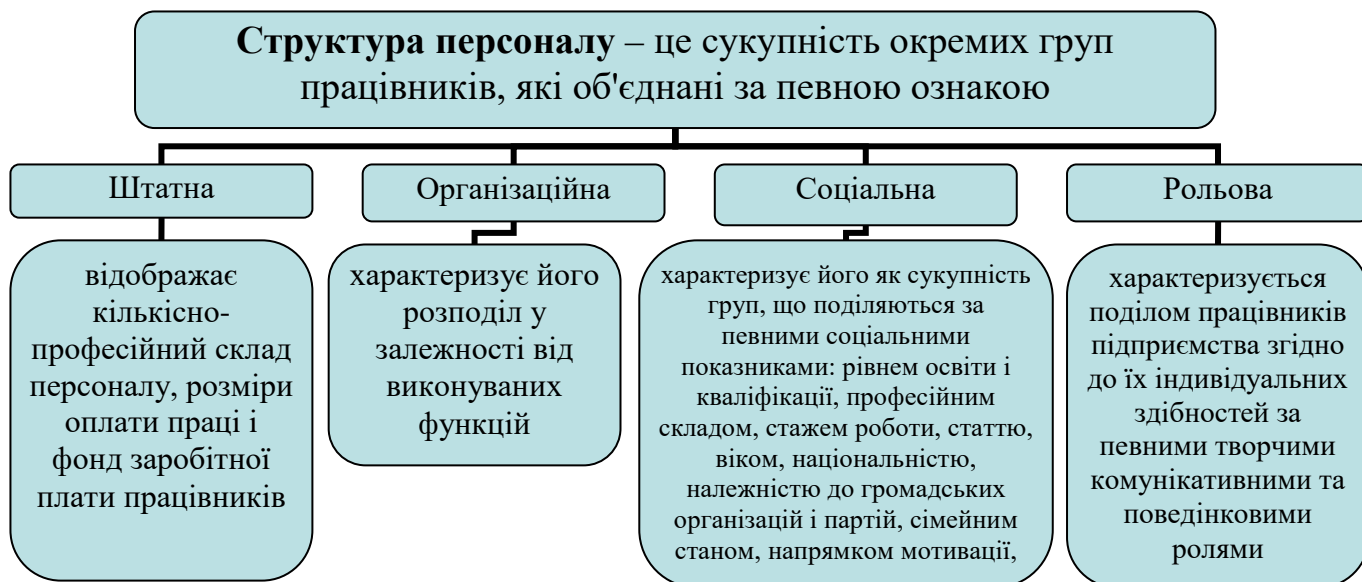 Структура персоналу – це сукупність окремих груп
працівників, які об'єднані за певною ознакою
Штатна
Організаційна
Соціальна
Рольова
відображає
кількісно-
професійний склад
персоналу, розміри
оплати праці і
фонд заробітної
плати працівників
характеризує його
розподіл у
залежності від
виконуваних
функцій
характеризує його як сукупність
груп, що поділяються за
певними соціальними
показниками: рівнем освіти і
кваліфікації, професійним
складом, стажем роботи, статтю,
віком, національністю,
належністю до громадських
організацій і партій, сімейним
станом, напрямком мотивації,
характеризується
поділом працівників
підприємства згідно
до їх індивідуальних
здібностей за
певними творчими
комунікативними та
поведінковими
ролями